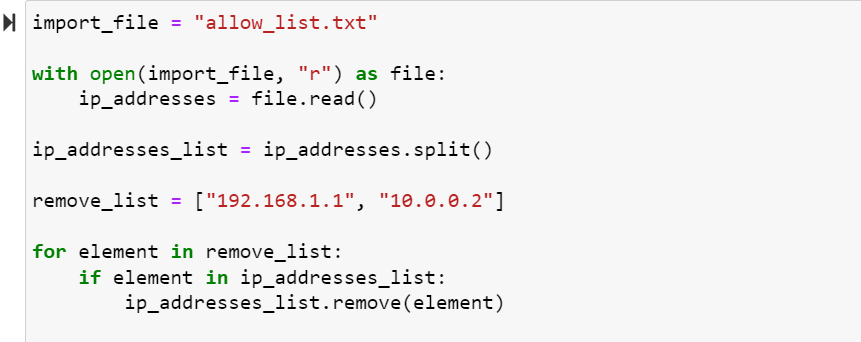 import_file = "allow_list.txt"
with open(import_file, "r") as file:
    ip_addresses = file.read()
ip_addresses_list = ip_addresses.split()
remove_list = ["192.168.1.1", "10.0.0.2"]
for element in remove_list:
    if element in ip_addresses_list:
        ip_addresses_list.remove(element)